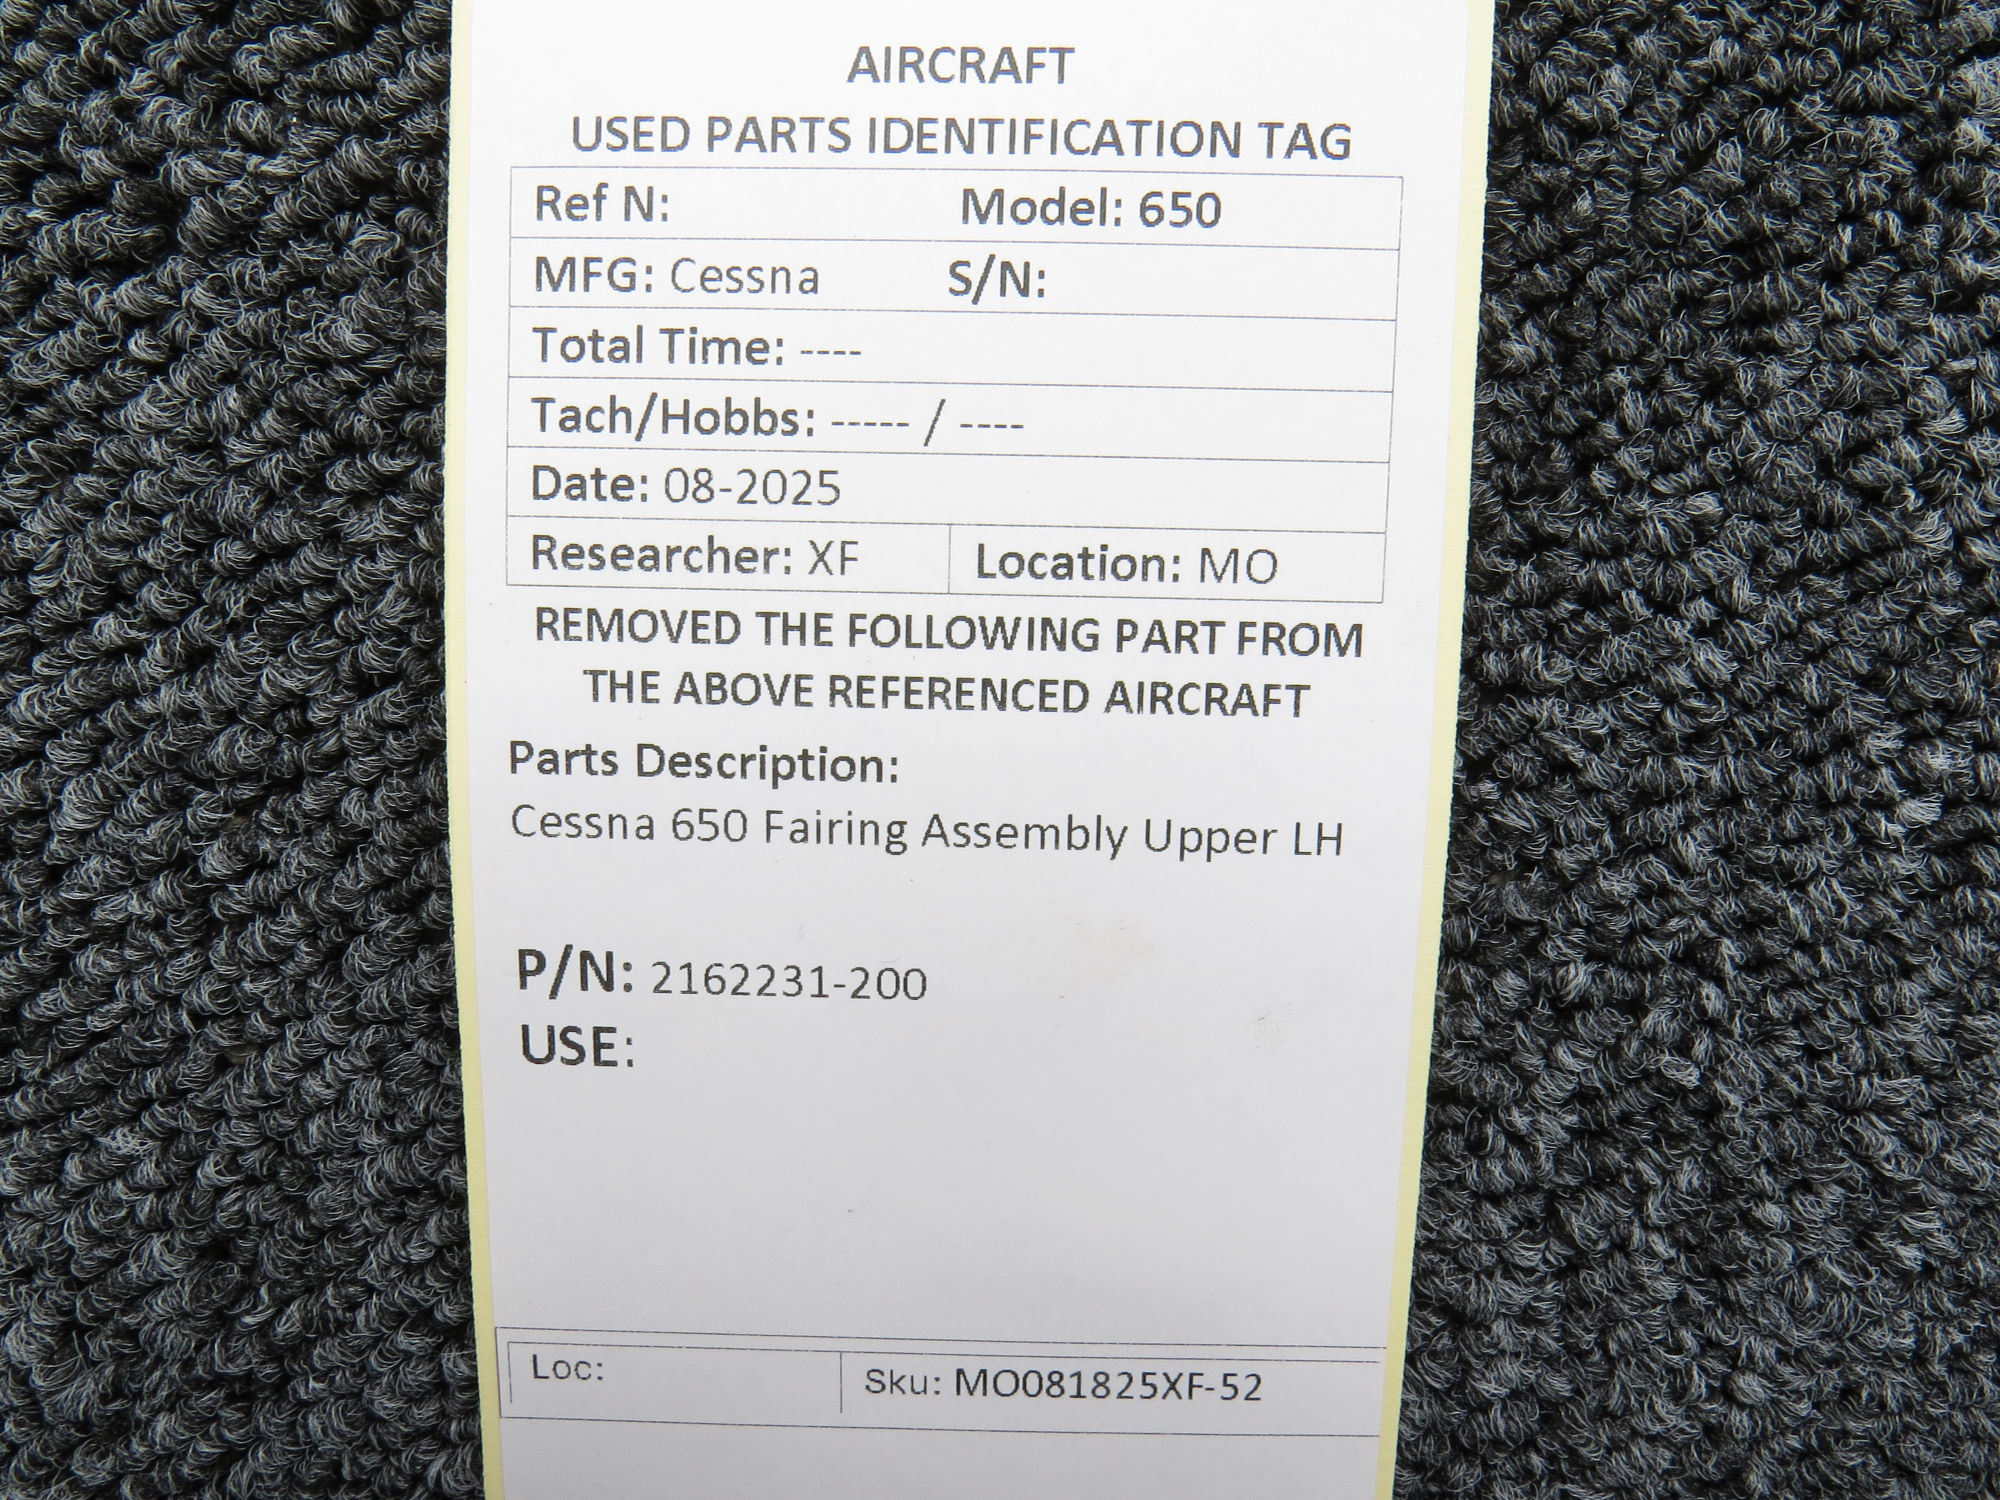 AIRCRAFT
USED PARTS IDENTIFICATION TAG
Ref N: Model: 650
MFG: Cessna S/N:
Total Time: ----
Tach/Hobbs: ----- / ----
Date: 08-2025
Researcher: XF Location: MO
REMOVED THE FOLLOWING PART FROM
THE ABOVE REFERENCED AIRCRAFT
Parts Description:
Cessna 650 Fairing Assembly Upper LH
P/N: 2162231-200
USE:
Loc: Sku: MO081825XF-52